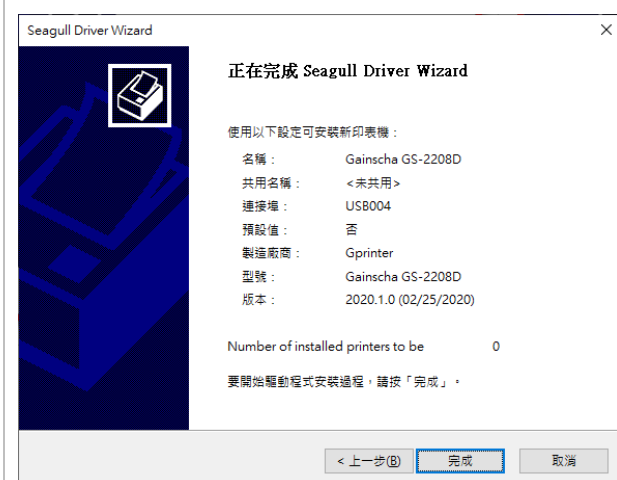 Seagull Driver Wizard
正在完成 Seagull Driver Wizard
使用以下設定可安裝新印表機：
名稱： Gainscha GS-2208D
共用名稱： <未共用>
連接埠： USB004
預設值： 否
製造廠商： Gprinter
型號： Gainscha GS-2208D
版本： 2020.1.0 (02/25/2020)
Number of installed printers to be 0
要開始驅動程式安裝過程，請按「完成」。
< 上一步(B) 完成 取消